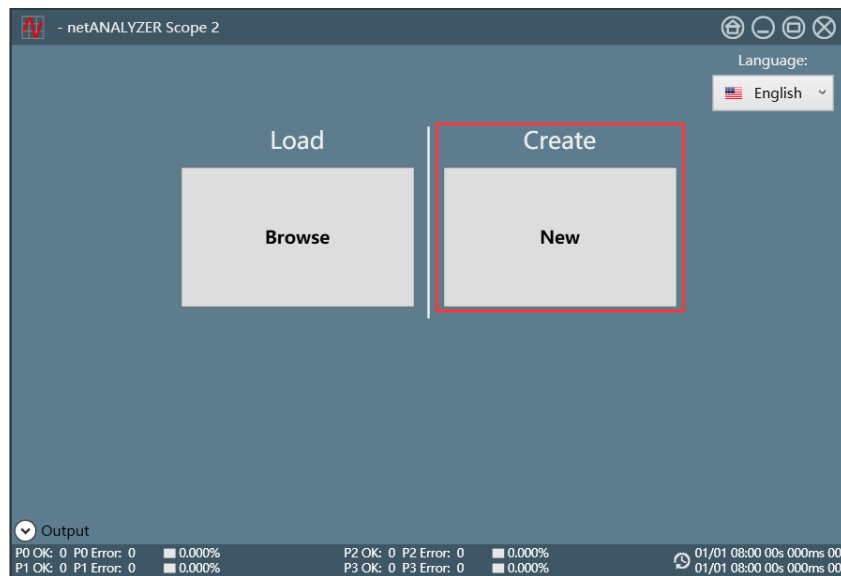 - netANALYZER Scope 2
Language:
English
Load
Create
Browse
New
Output
P0 OK: 0 P0 Error: 0 0.000% P2 OK: 0 P2 Error: 0 0.000% 01/01 08:00 00s 000ms 00
P1 OK: 0 P1 Error: 0 0.000% P3 OK: 0 P3 Error: 0 0.000% 01/01 08:00 00s 000ms 00